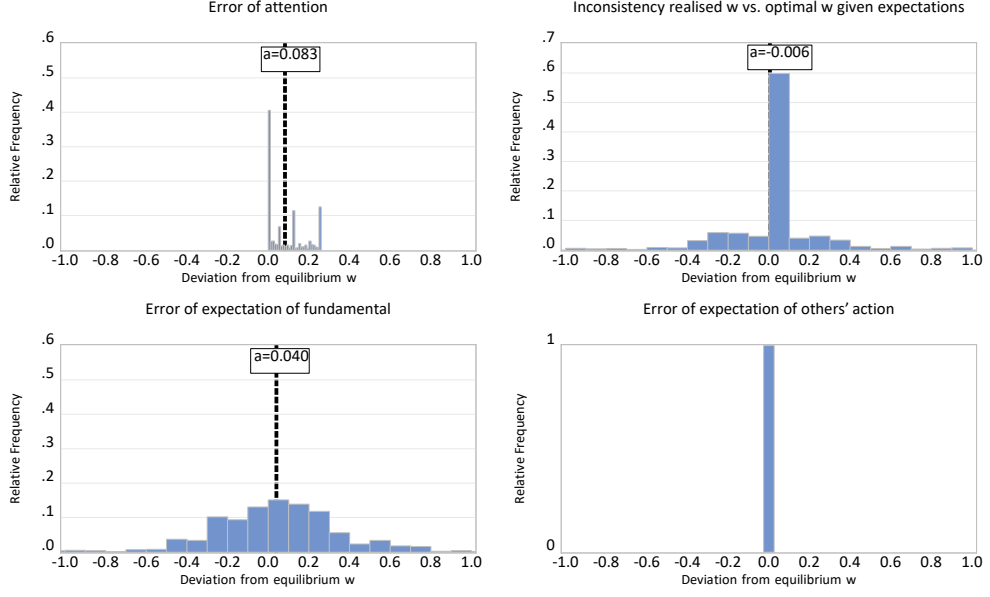 Error of attention
Inconsistency realised w vs. optimal w given expectations
.6
.5
.4
.3
.2
.1
.0
Relative Frequency
a=0.083
-1.0 -0.8 -0.6 -0.4 -0.2 0.0 0.2 0.4 0.6 0.8 1.0
Deviation from equilibrium w
.7
.6
.5
.4
.3
.2
.1
.0
Relative Frequency
a=-0.006
-1.0 -0.8 -0.6 -0.4 -0.2 0.0 0.2 0.4 0.6 0.8 1.0
Deviation from equilibrium w
Error of expectation of fundamental
Error of expectation of others’ action
.6
.5
.4
.3
.2
.1
.0
Relative Frequency
a=0.040
-1.0 -0.8 -0.6 -0.4 -0.2 0.0 0.2 0.4 0.6 0.8 1.0
Deviation from equilibrium w
1
0
Relative Frequency
-1.0 -0.8 -0.6 -0.4 -0.2 0.0 0.2 0.4 0.6 0.8 1.0
Deviation from equilibrium w